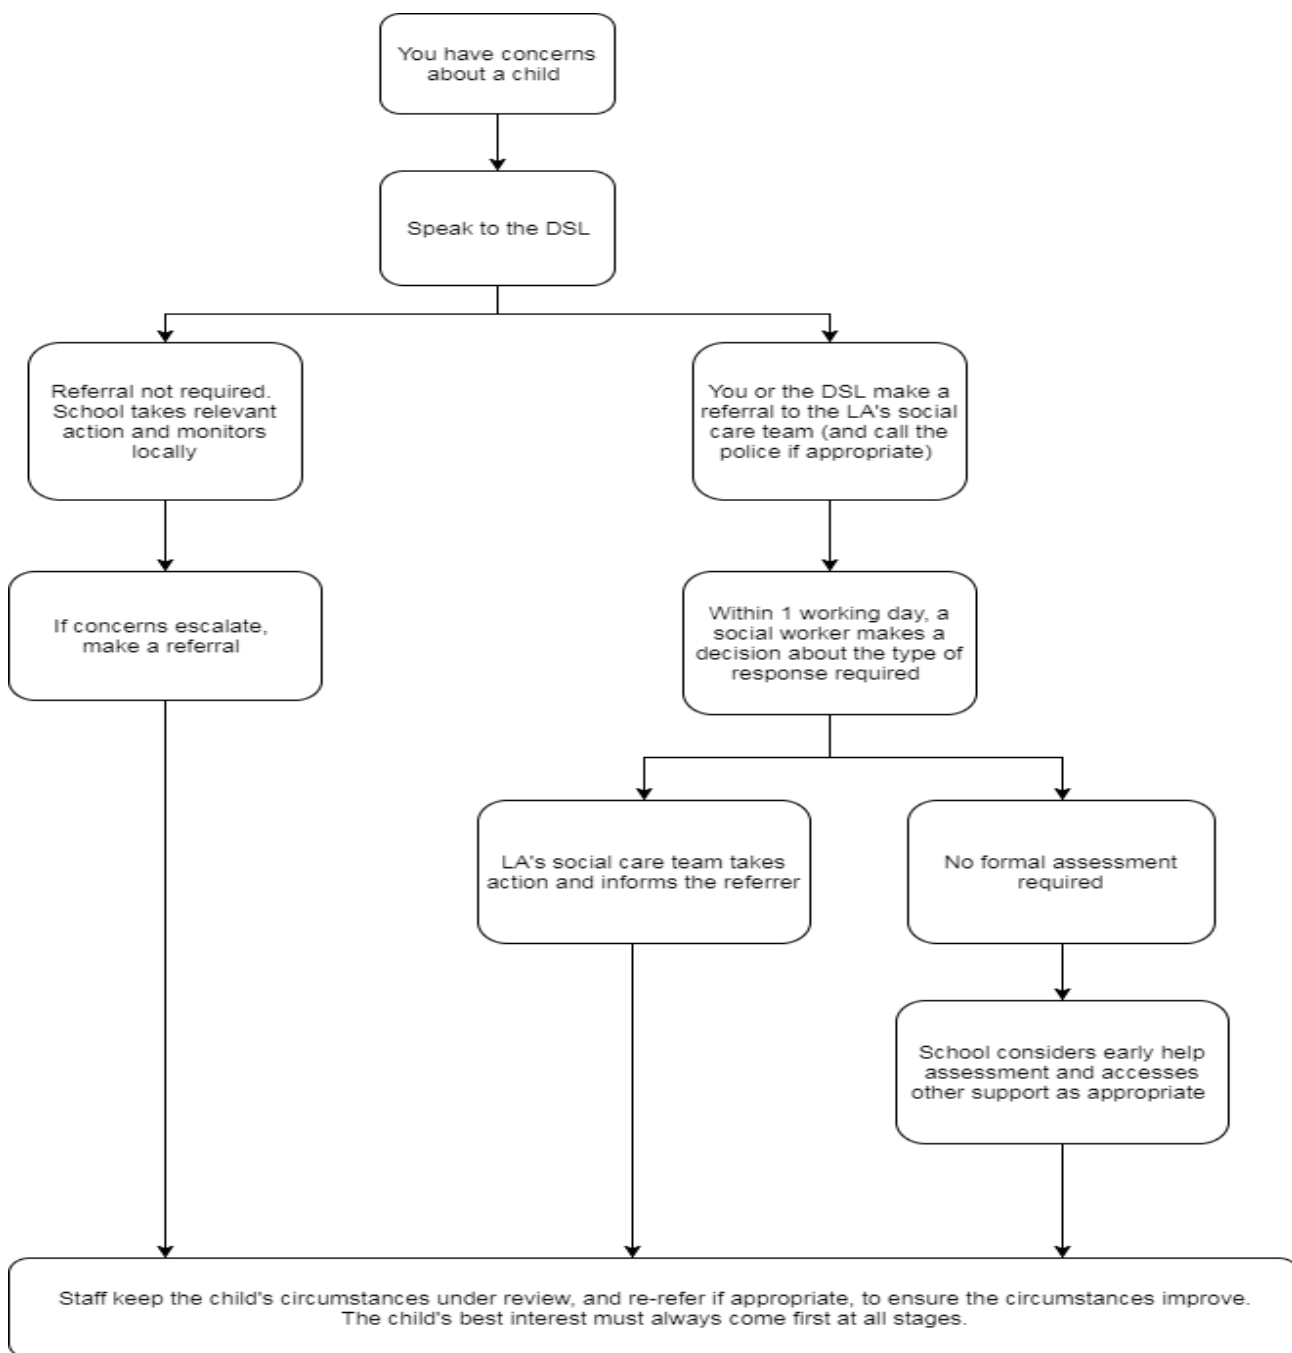 You have concerns
about a child
Speak to the DSL
Referral not required.
School takes relevant
action and monitors
locally
You or the DSL make a
referral to the LA's social
care team (and call the
police if appropriate)
If concerns escalate,
make a referral
Within 1 working day, a
social worker makes a
decision about the type of
response required
LA's social care team takes
action and informs the referrer
No formal assessment
required
School considers early help
assessment and accesses
other support as appropriate
Staff keep the child's circumstances under review, and re-refer if appropriate, to ensure the circumstances improve.
The child's best interest must always come first at all stages.